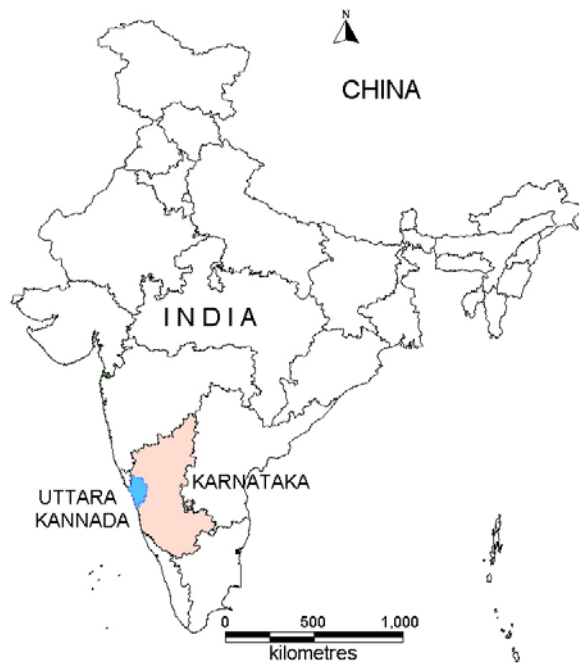 N
CHINA
INDIA
KARNATAKA
UTTARA
KANNADA
0 500 1,000
kilometres